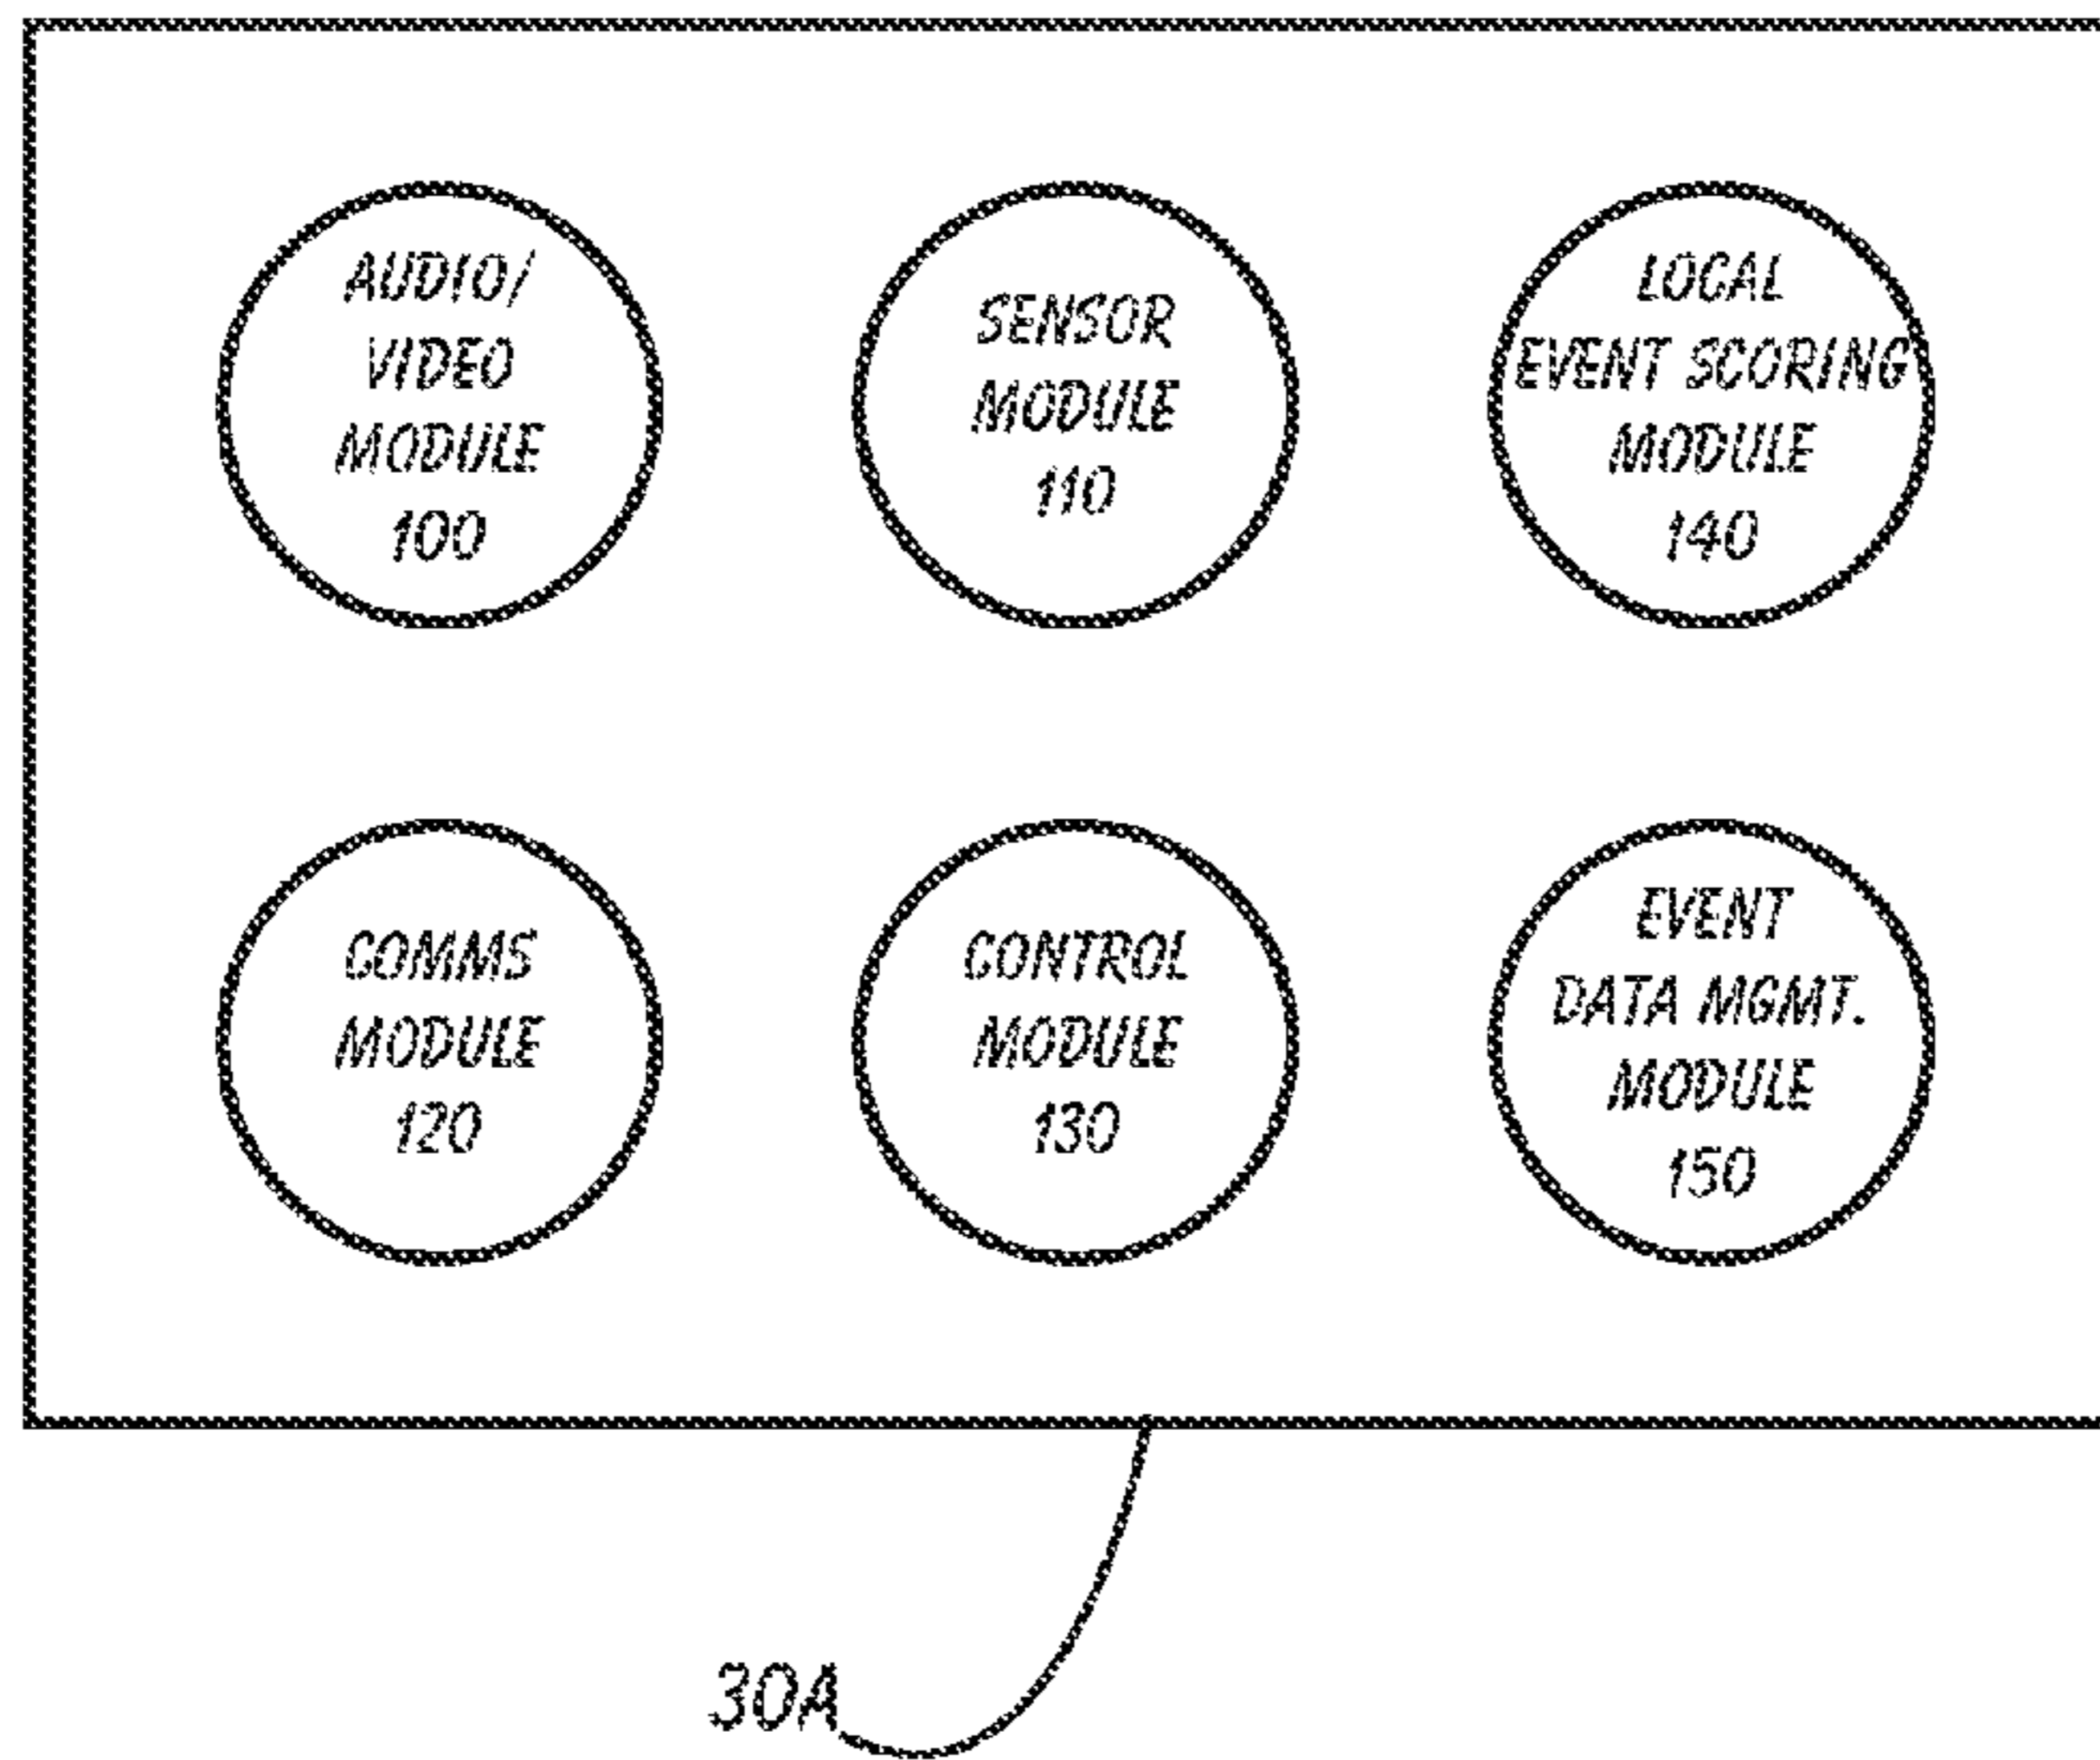 AUDIO/
VIDEO
MODULE
100
SENSOR
MODULE
110
LOCAL
EVENT SCORING
MODULE
140
COMMS
MODULE
120
CONTROL
MODULE
130
EVENT
DATA MGMT.
MODULE
150
30A